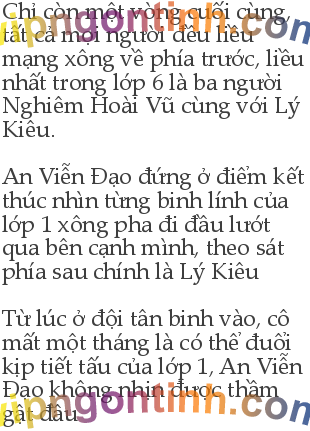 Chỉ còn một vòng cuối cùng,
tất cả mọi người đều liều
mạng xông về phía trước, liều
nhất trong lớp 6 là ba người
Nghiêm Hoài Vũ cùng với Lý
Kiêu.
An Viễn Đạo đứng ở điểm kết
thúc nhìn từng binh lính của
lớp 1 xông pha đi đầu lướt
qua bên cạnh mình, theo sát
phía sau chính là Lý Kiêu
Từ lúc ở đội tân binh vào, cô
mất một tháng là có thể đuổi
kịp tiết tấu của lớp 1, An Viễn
Đạo không nhịn được thầm
gật đầu.
vipngontinh.com
vipngontinh.com